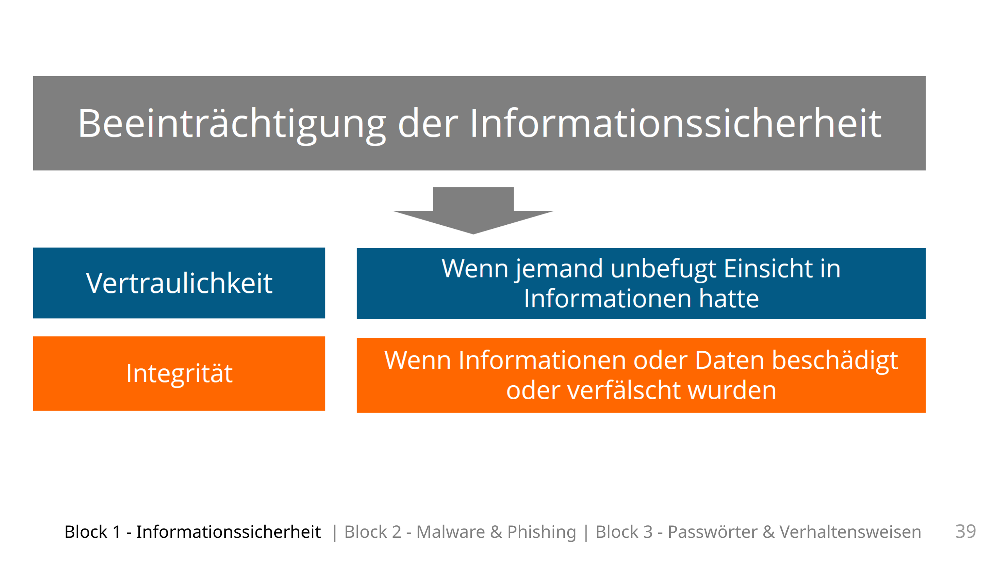 Beeinträchtigung der Informationssicherheit
Vertraulichkeit
Wenn jemand unbefugt Einsicht in
Informationen hatte
Integrität
Wenn Informationen oder Daten beschädigt
oder verfälscht wurden
Block 1 - Informationssicherheit | Block 2 - Malware & Phishing | Block 3 - Passwörter & Verhaltensweisen 39